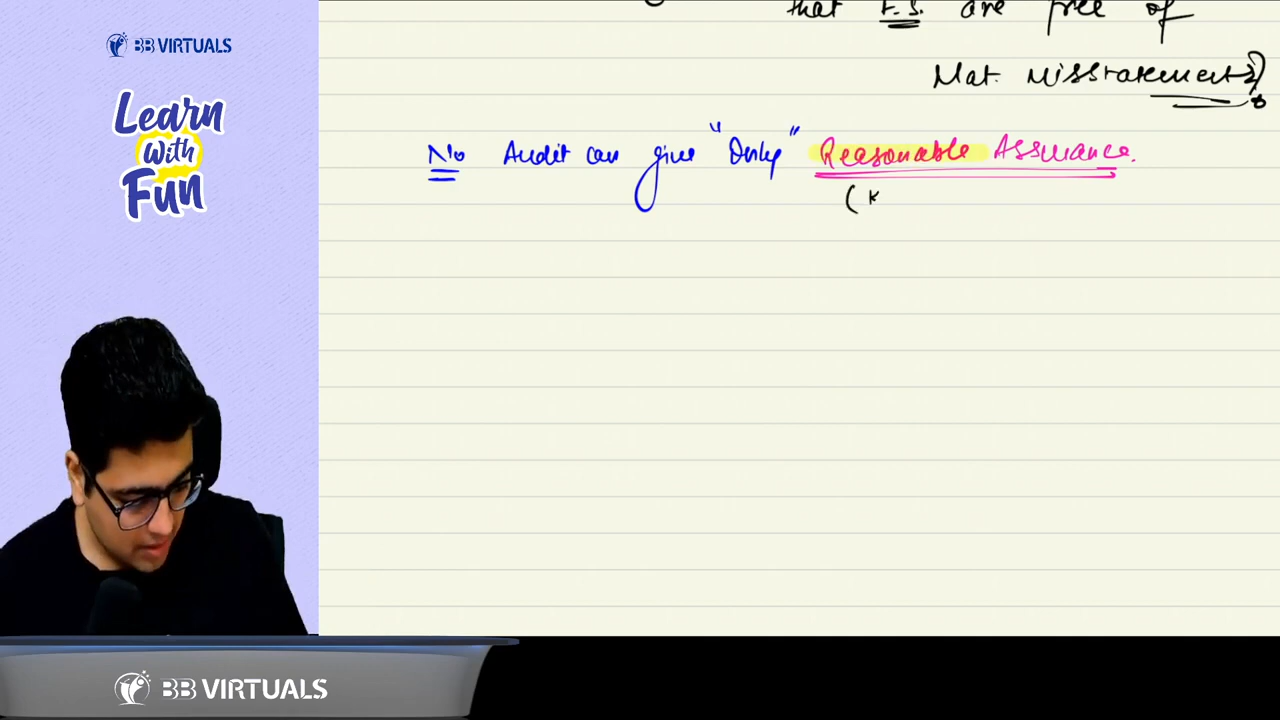 BB VIRTUALS
Learn
With
Fun
that F.S. are free of
Mat. Misstatements?
No Audit can give "Only" Reasonable Assurance.
(
BB VIRTUALS